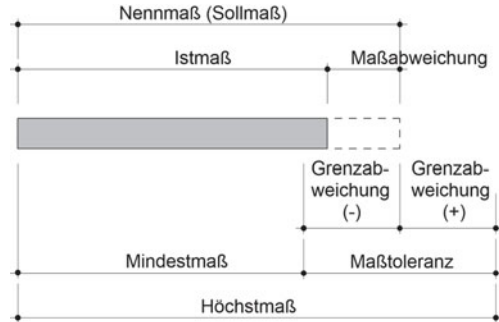 Nennmaß (Sollmaß)
Istmaß Maßabweichung
Grenzab- Grenzab-
weichung weichung
(-) (+)
Mindestmaß Maßtoleranz
Höchstmaß